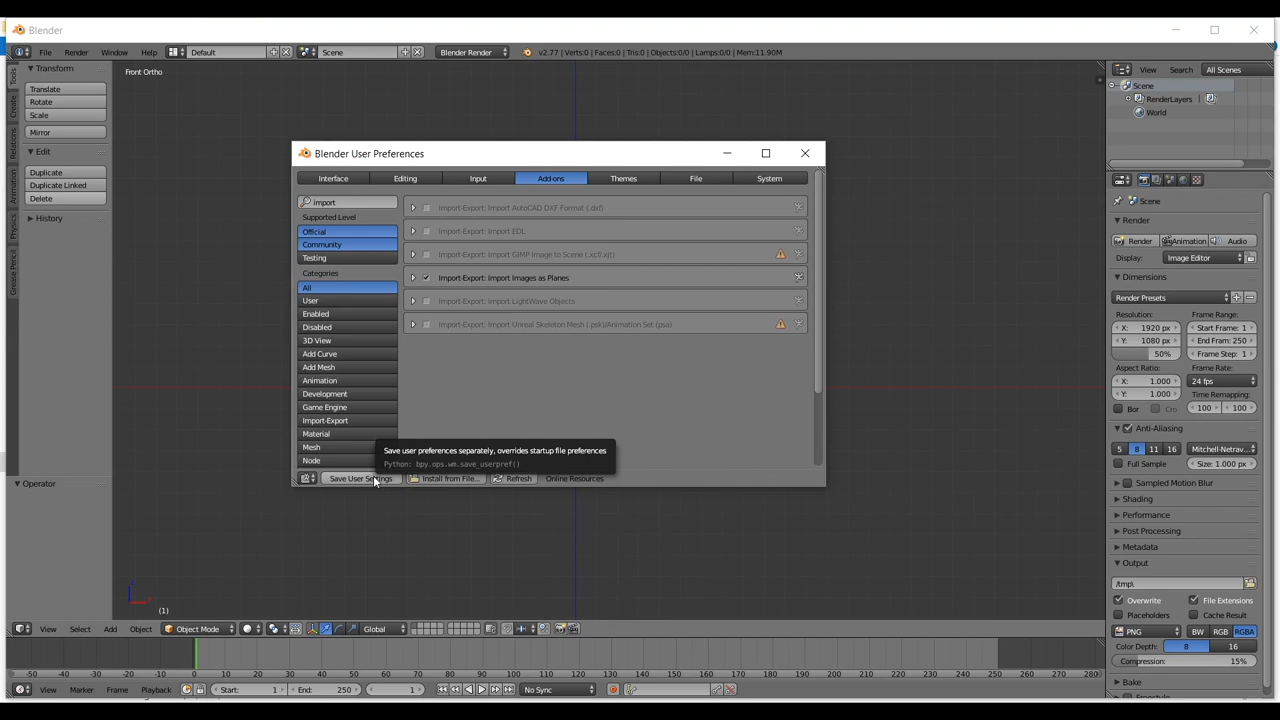 Blender
File Render Window Help Default Scene Blender Render v2.77 | Verts:0 | Faces:0 | Tris:0 | Objects:0/0 | Lamps:0/0 | Mem:11.90M
View Search All Scenes
Tools
Create
Relations
Animation
Physics
Grease Pencil
Transform
Translate
Rotate
Scale
Mirror
Edit
Duplicate
Duplicate Linked
Delete
History
Operator
Front Ortho
(1)
Blender User Preferences
Interface Editing Input Add-ons Themes File System
import
Supported Level
Official
Community
Testing
Categories
All
User
Enabled
Disabled
3D View
Add Curve
Add Mesh
Animation
Development
Game Engine
Import-Export
Material
Mesh
Node
Import-Export: Import AutoCAD DXF Format (.dxf)
Import-Export: Import EDL
Import-Export: Import GIMP Image to Scene (.xcf/.xjt)
Import-Export: Import Images as Planes
Import-Export: Import LightWave Objects
Import-Export: Import Unreal Skeleton Mesh (.psk)/Animation Set (psa)
Save user preferences separately, overrides startup file preferences
Python: bpy.ops.wm.save_userpref()
Save User Settings Install from File... Refresh Online Resources
Scene
RenderLayers
World
Scene
Render
Render Animation Audio
Display: Image Editor
Dimensions
Render Presets
Resolution: Frame Range:
X: 1920 px Start Frame: 1
Y: 1080 px End Fram: 250
50% Frame Step: 1
Aspect Ratio: Frame Rate:
X: 1.000 24 fps
Y: 1.000 Time Remapping:
Bor Cro 100 100
Anti-Aliasing
5 8 11 16 Mitchell-Netrav...
Full Sample Size: 1.000 px
Sampled Motion Blur
Shading
Performance
Post Processing
Metadata
Output
/tmp\
Overwrite File Extensions
Placeholders Cache Result
PNG BW RGB RGBA
Color Depth: 8 16
Compression: 15%
Bake
View Select Add Object Object Mode Global
-50 -40 -30 -20 -10 0 10 20 30 40 50 60 70 80 90 100 110 120 130 140 150 160 170 180 190 200 210 220 230 240 250 260 270 280
View Marker Frame Playback Start: 1 End: 250 1 No Sync